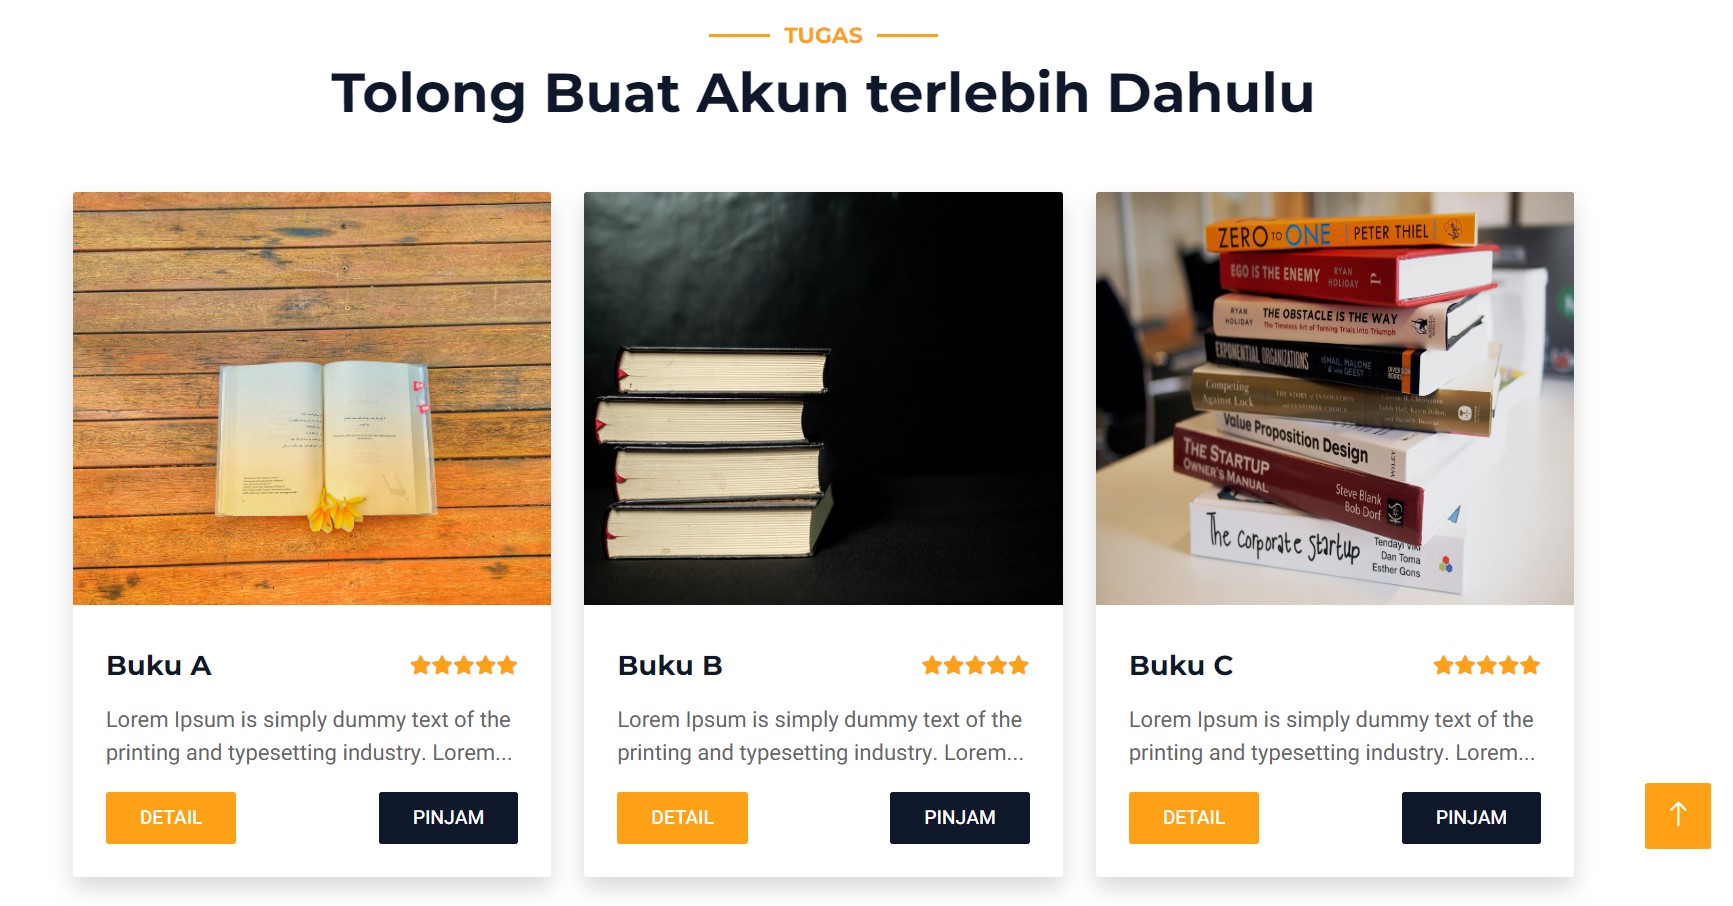 TUGAS
Tolong Buat Akun terlebih Dahulu
ZERO TO ONE PETER THIEL
EGO IS THE ENEMY RYAN HOLIDAY P
RYAN HOLIDAY THE OBSTACLE IS THE WAY
The Timeless Art of Turning Trials into Triumph
EXPONENTIAL ORGANIZATIONS ISMAIL, MALONE & VAN GEEST DIVERSION BOOKS
Competing Against Luck THE STORY of INNOVATION and CUSTOMER CHOICE
Value Proposition Design WILEY
THE STARTUP OWNER'S MANUAL Steve Blank Bob Dorf
The corporate startup Tendayi Viki Dan Toma Esther Gons
Buku A
Lorem Ipsum is simply dummy text of the
printing and typesetting industry. Lorem...
DETAIL PINJAM
Buku B
Lorem Ipsum is simply dummy text of the
printing and typesetting industry. Lorem...
DETAIL PINJAM
Buku C
Lorem Ipsum is simply dummy text of the
printing and typesetting industry. Lorem...
DETAIL PINJAM